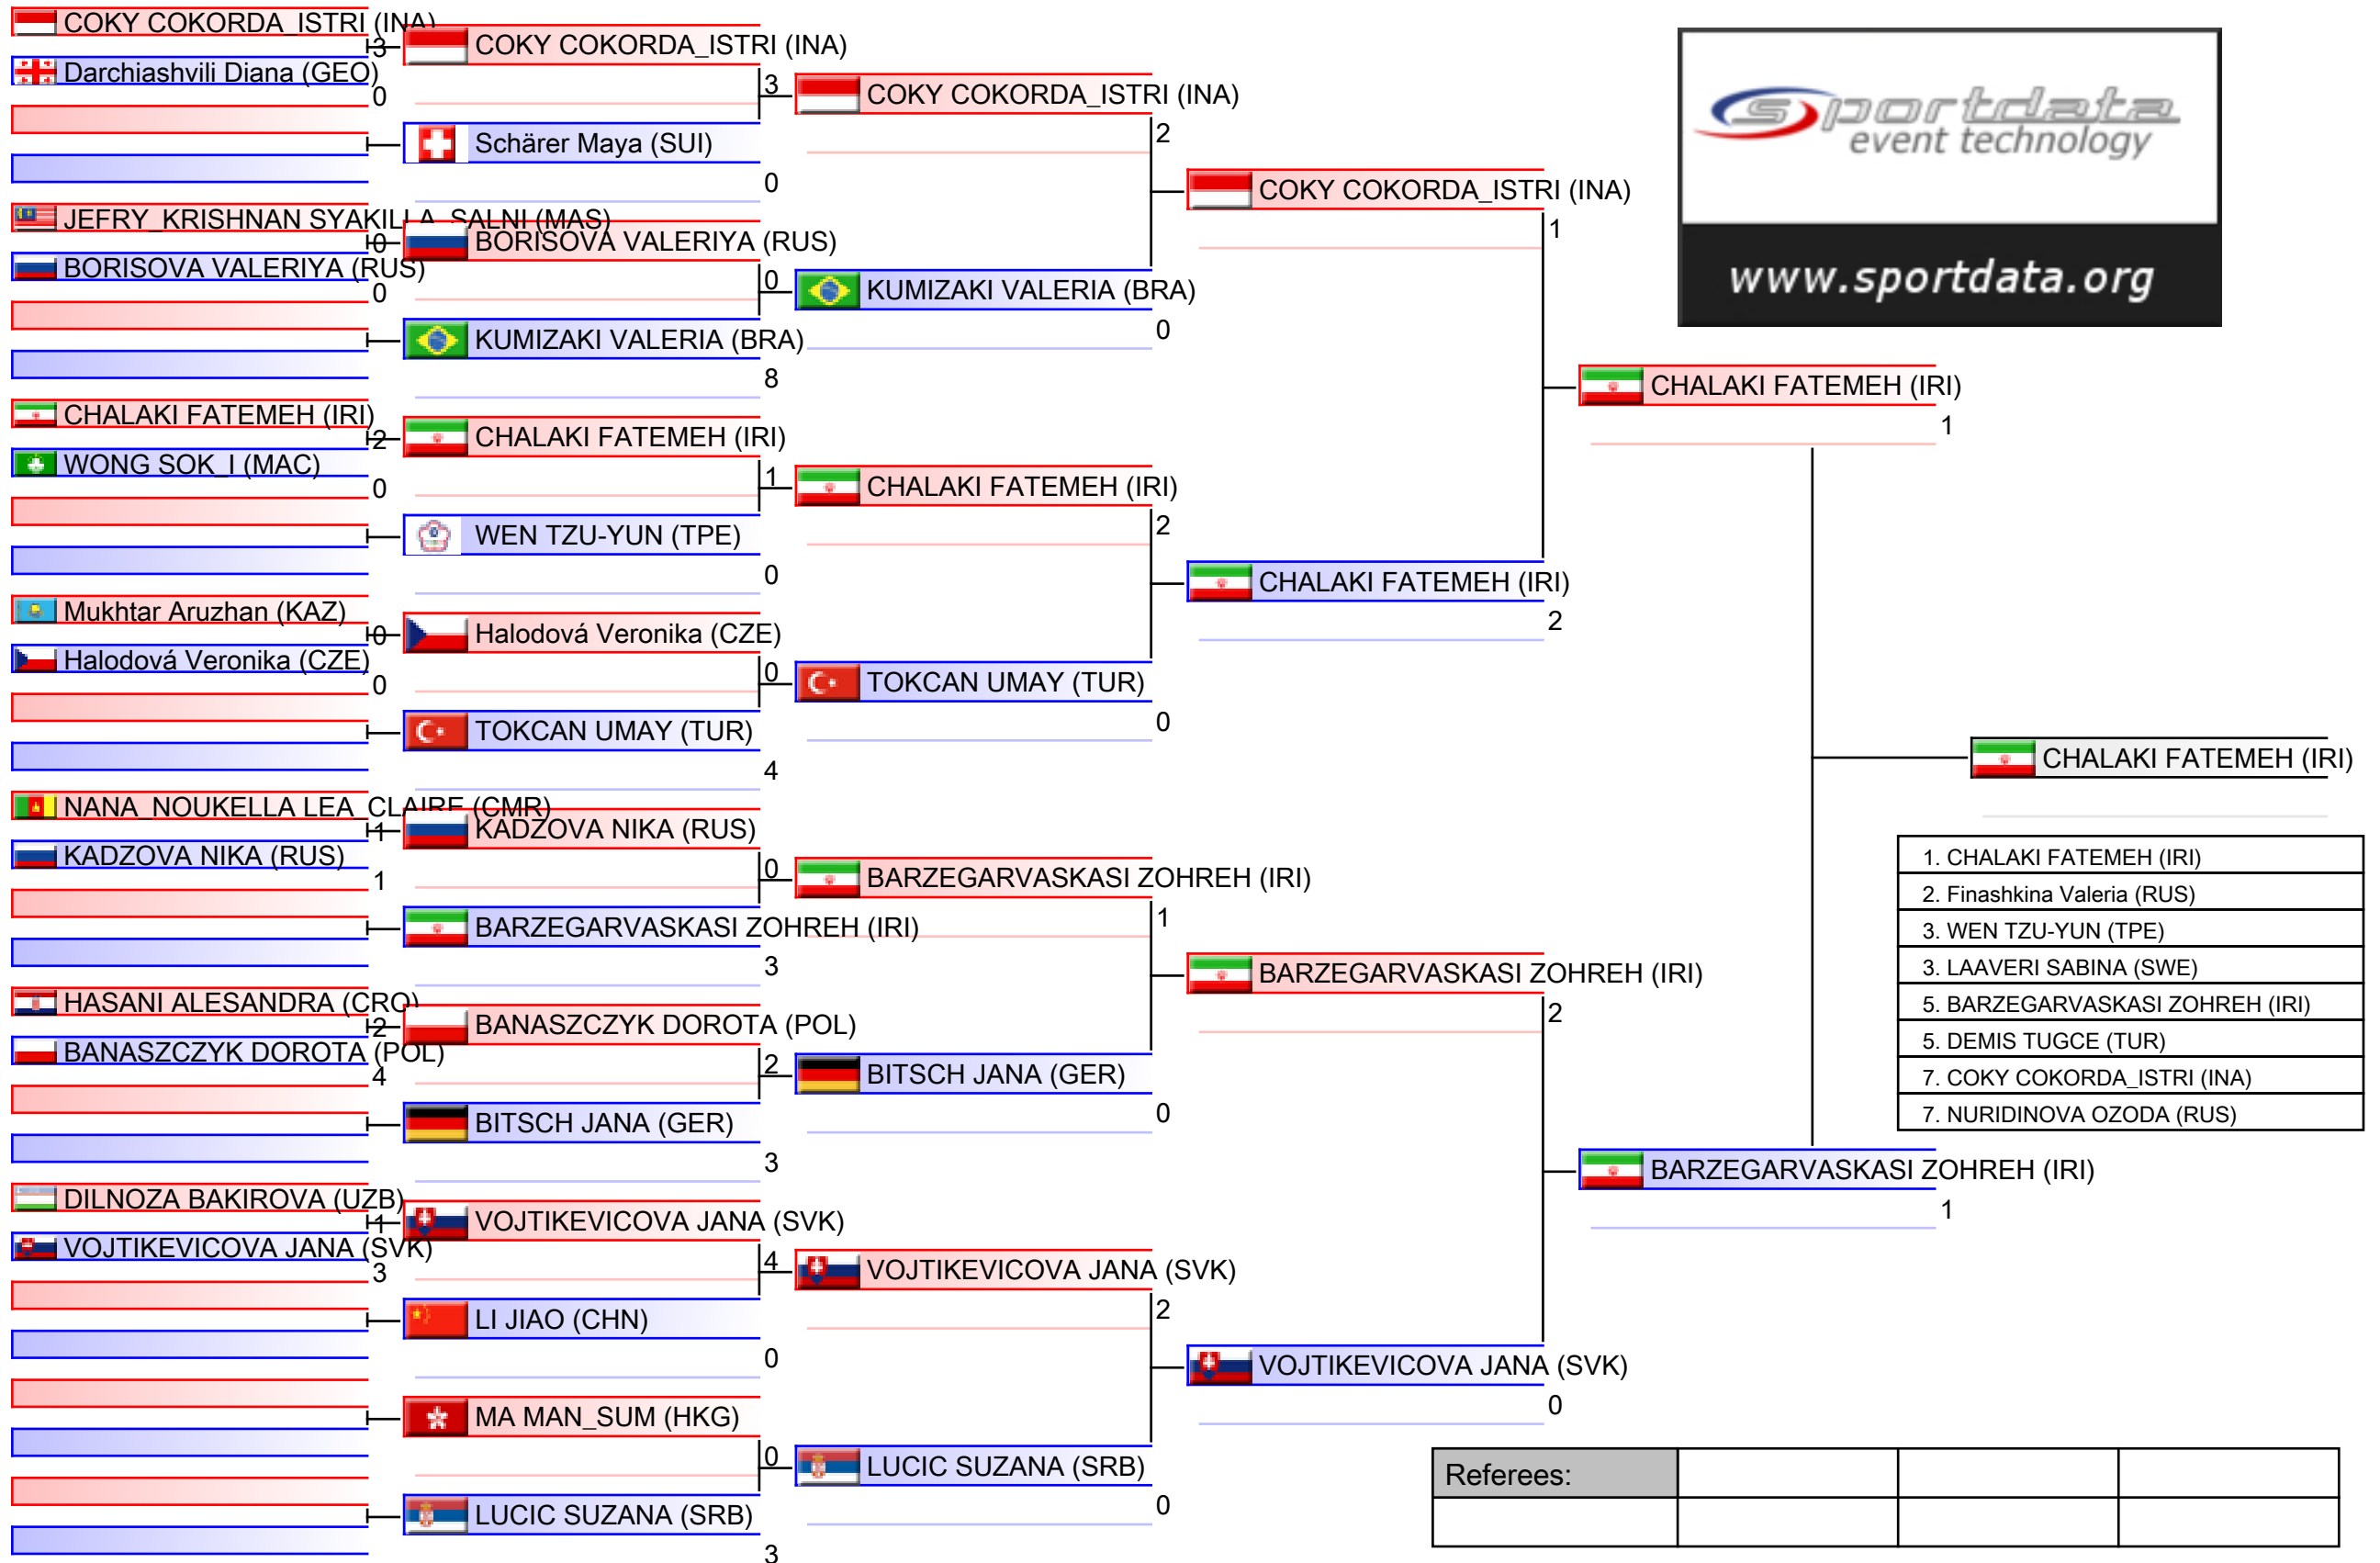 COKY COKORDA_ISTRI (INA)
3
Darchiashvili Diana (GEO)
0
JEFRY_KRISHNAN SYAKILLA_SALNI (MAS)
0
BORISOVA VALERIYA (RUS)
0
CHALAKI FATEMEH (IRI)
2
WONG SOK_I (MAC)
0
Mukhtar Aruzhan (KAZ)
0
Halodová Veronika (CZE)
0
NANA_NOUKELLA LEA_CLAIRE (CMR)
1
KADZOVA NIKA (RUS)
1
HASANI ALESANDRA (CRO)
2
BANASZCZYK DOROTA (POL)
4
DILNOZA BAKIROVA (UZB)
1
VOJTIKEVICOVA JANA (SVK)
3
COKY COKORDA_ISTRI (INA)
3
Schärer Maya (SUI)
0
BORISOVA VALERIYA (RUS)
0
KUMIZAKI VALERIA (BRA)
8
CHALAKI FATEMEH (IRI)
1
WEN TZU-YUN (TPE)
0
Halodová Veronika (CZE)
0
TOKCAN UMAY (TUR)
4
KADZOVA NIKA (RUS)
0
BARZEGARVASKASI ZOHREH (IRI)
3
BANASZCZYK DOROTA (POL)
2
BITSCH JANA (GER)
3
VOJTIKEVICOVA JANA (SVK)
4
LI JIAO (CHN)
0
MA MAN_SUM (HKG)
0
LUCIC SUZANA (SRB)
3
COKY COKORDA_ISTRI (INA)
2
KUMIZAKI VALERIA (BRA)
0
CHALAKI FATEMEH (IRI)
2
TOKCAN UMAY (TUR)
0
BARZEGARVASKASI ZOHREH (IRI)
1
BITSCH JANA (GER)
0
VOJTIKEVICOVA JANA (SVK)
2
LUCIC SUZANA (SRB)
0
COKY COKORDA_ISTRI (INA)
1
CHALAKI FATEMEH (IRI)
2
BARZEGARVASKASI ZOHREH (IRI)
2
VOJTIKEVICOVA JANA (SVK)
0
CHALAKI FATEMEH (IRI)
1
BARZEGARVASKASI ZOHREH (IRI)
1
CHALAKI FATEMEH (IRI)
sportdata
event technology
www.sportdata.org
1. CHALAKI FATEMEH (IRI)
2. Finashkina Valeria (RUS)
3. WEN TZU-YUN (TPE)
3. LAAVERI SABINA (SWE)
5. BARZEGARVASKASI ZOHREH (IRI)
5. DEMIS TUGCE (TUR)
7. COKY COKORDA_ISTRI (INA)
7. NURIDINOVA OZODA (RUS)
Referees: